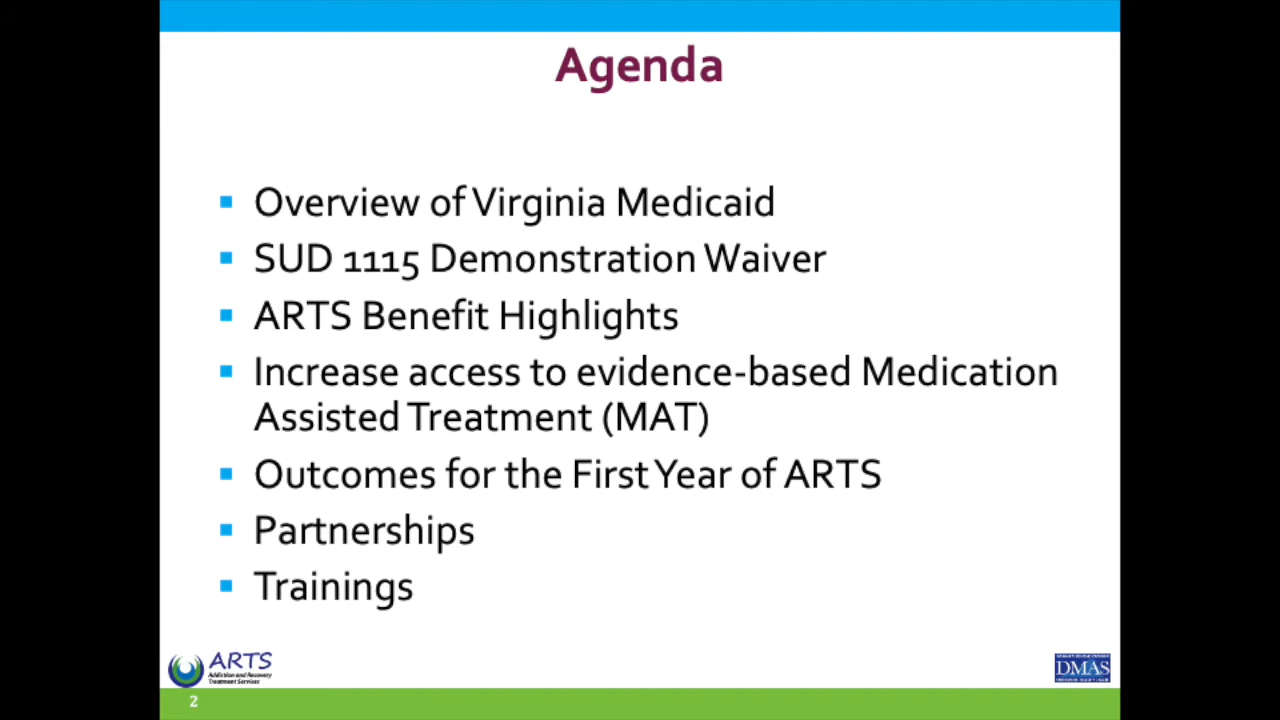 Agenda
Overview of Virginia Medicaid
SUD 1115 Demonstration Waiver
ARTS Benefit Highlights
Increase access to evidence-based Medication
Assisted Treatment (MAT)
Outcomes for the First Year of ARTS
Partnerships
Trainings
ARTS
Addiction and Recovery
Treatment Services
DMAS
2